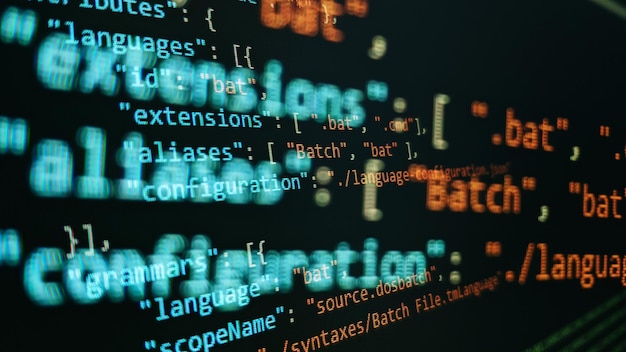 ributes": {
"languages": [{
"id": "bat",
"extensions": [ ".bat", ".cmd"],
"aliases": [ "Batch", "bat" ],
"configuration": "./language-configuration.json"
}],
"grammars": [{
"language": "bat",
"scopeName": "source.dosbatch",
"./syntaxes/Batch File.tmLanguage"
bat",
"extensions": [ ".bat", ".
"aliases": [ "Batch", "bat"
"configuration": "./languag